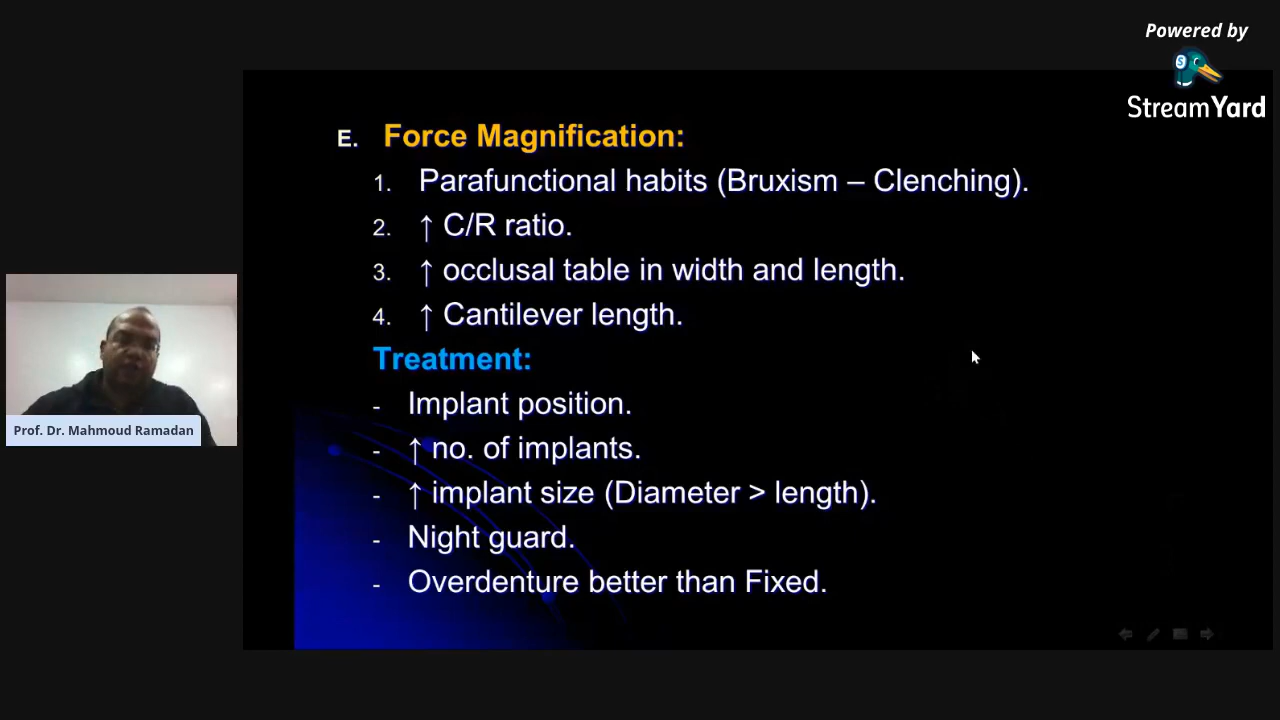 Powered by
StreamYard
E. Force Magnification:
1. Parafunctional habits (Bruxism – Clenching).
2. ↑ C/R ratio.
3. ↑ occlusal table in width and length.
4. ↑ Cantilever length.
Treatment:
- Implant position.
- ↑ no. of implants.
- ↑ implant size (Diameter > length).
- Night guard.
- Overdenture better than Fixed.
Prof. Dr. Mahmoud Ramadan